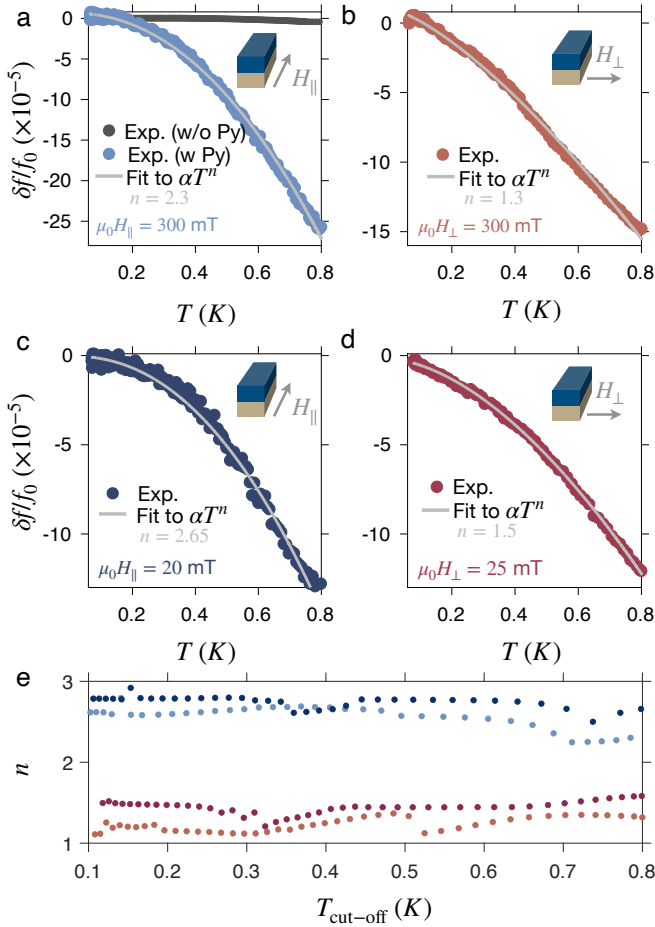 a
0
-5
-10
-15
-20
-25
δf/f₀ (×10⁻⁵)
H∥
Exp. (w/o Py)
Exp. (w Py)
Fit to αTⁿ
n = 2.3
μ₀H∥ = 300 mT
0.2 0.4 0.6 0.8
T (K)
b
0
-5
-10
-15
H⊥
Exp.
Fit to αTⁿ
n = 1.3
μ₀H⊥ = 300 mT
0.2 0.4 0.6 0.8
T (K)
c
0
-5
-10
δf/f₀ (×10⁻⁵)
H∥
Exp.
Fit to αTⁿ
n = 2.65
μ₀H∥ = 20 mT
0.2 0.4 0.6 0.8
T (K)
d
0
-5
-10
H⊥
Exp.
Fit to αTⁿ
n = 1.5
μ₀H⊥ = 25 mT
0.2 0.4 0.6 0.8
T (K)
e
3
2
1
n
0.1 0.2 0.3 0.4 0.5 0.6 0.7 0.8
T cut−off (K)